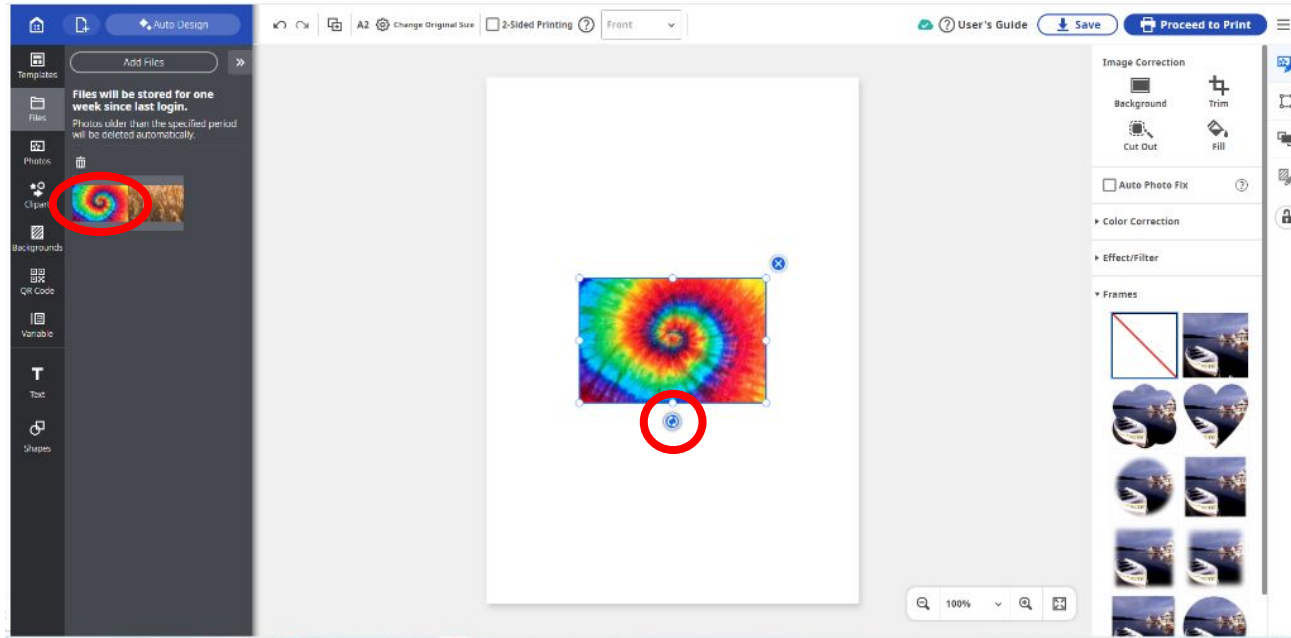 Auto Design
A2 Change Original Size
2-Sided Printing
Front
User's Guide
Save
Proceed to Print
Templates
Files
Photos
Clipart
Backgrounds
QR Code
Variable
Text
Shapes
Add Files
Files will be stored for one
week since last login.
Photos older than the specified period
will be deleted automatically.
100%
Image Correction
Background Trim
Cut Out Fill
Auto Photo Fix
Color Correction
Effect/Filter
Frames